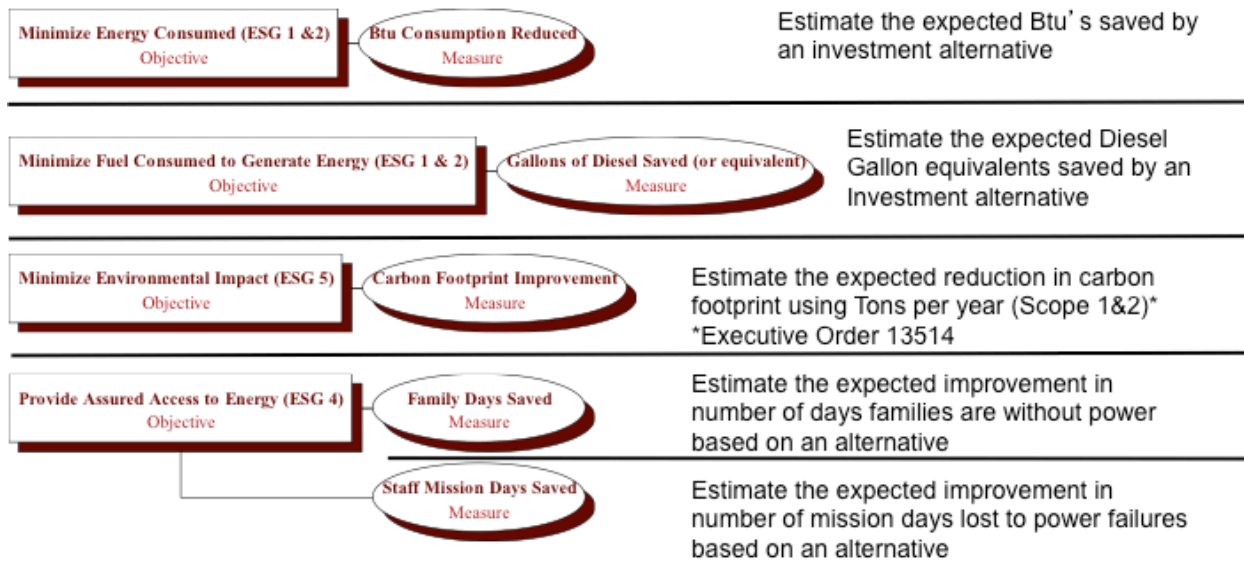 Minimize Energy Consumed (ESG 1 &2)
Objective
Btu Consumption Reduced
Measure
Estimate the expected Btu's saved by
an investment alternative
Minimize Fuel Consumed to Generate Energy (ESG 1 & 2)
Objective
Gallons of Diesel Saved (or equivalent)
Measure
Estimate the expected Diesel
Gallon equivalents saved by an
Investment alternative
Minimize Environmental Impact (ESG 5)
Objective
Carbon Footprint Improvement
Measure
Estimate the expected reduction in carbon
footprint using Tons per year (Scope 1&2)*
*Executive Order 13514
Provide Assured Access to Energy (ESG 4)
Objective
Family Days Saved
Measure
Estimate the expected improvement in
number of days families are without power
based on an alternative
Staff Mission Days Saved
Measure
Estimate the expected improvement in
number of mission days lost to power failures
based on an alternative